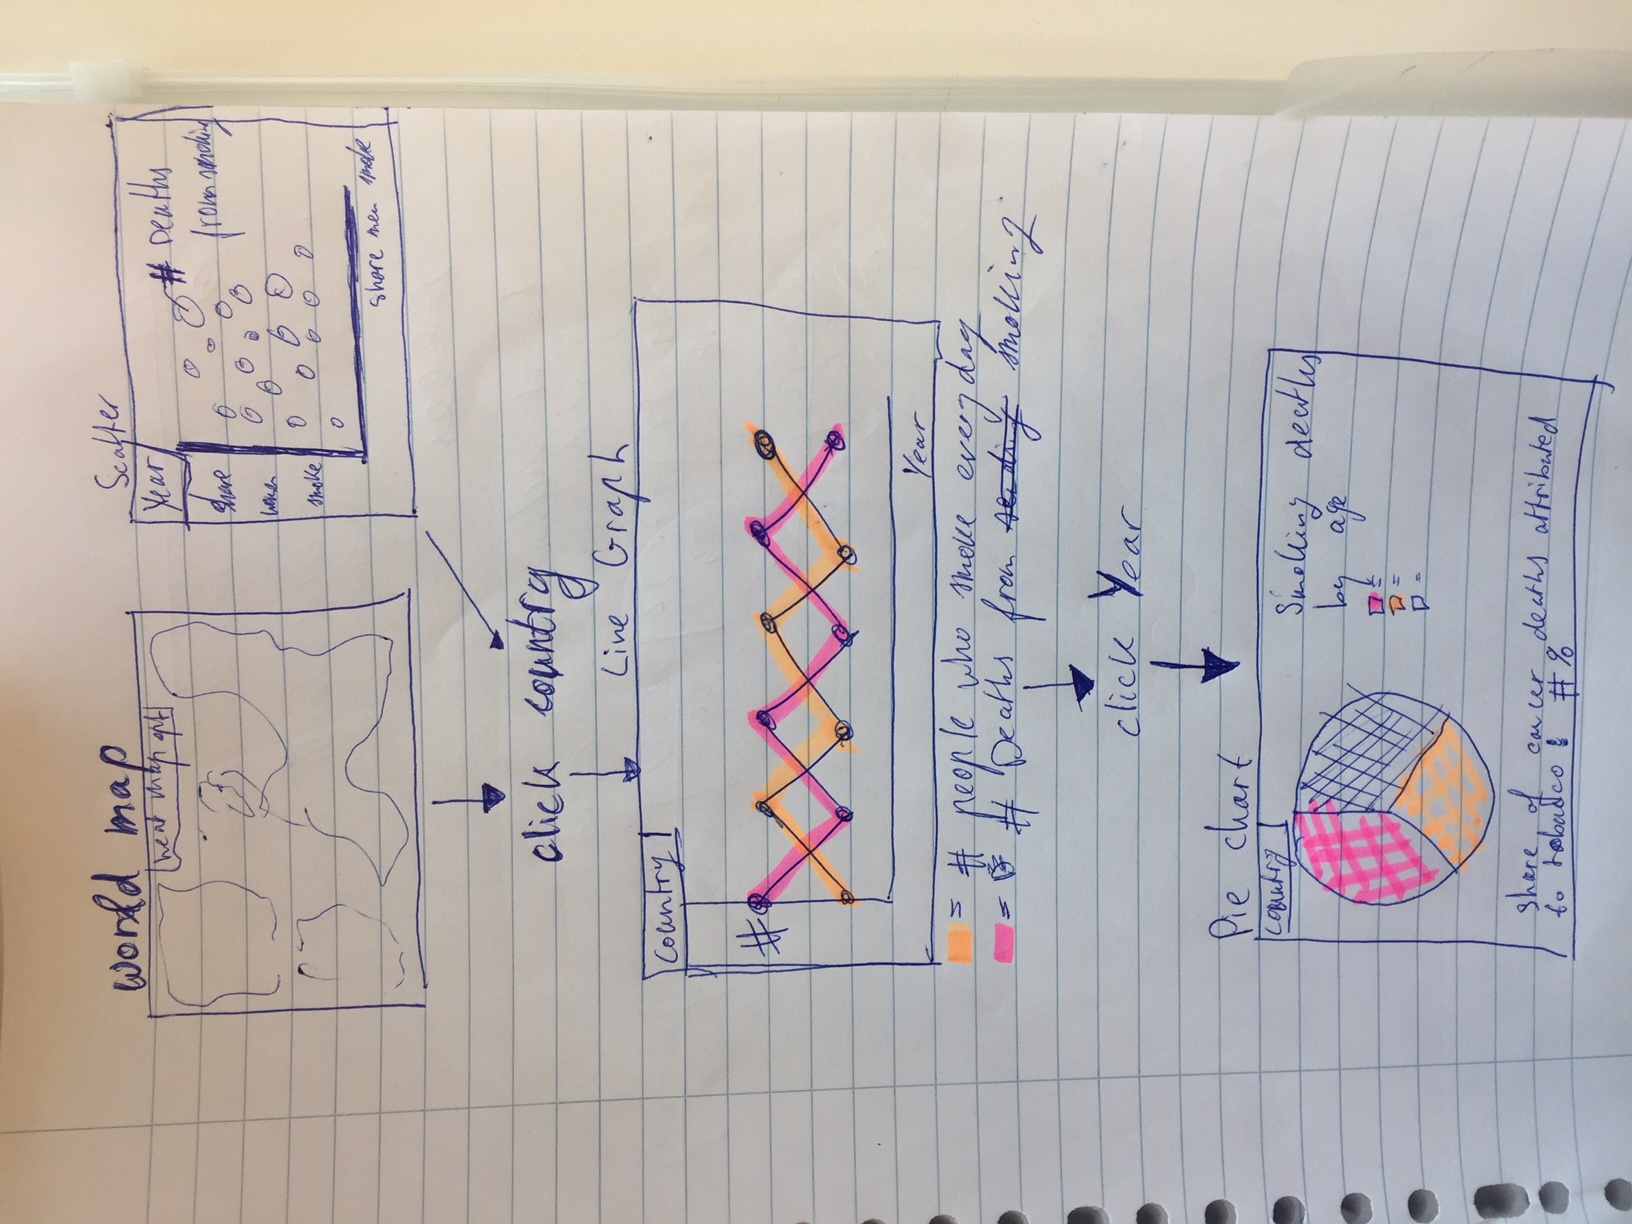 world map
heat map opt
Scatter
Year
# Deaths
from smoking
share
women
smoke
share men smoke
click country
Line Graph
Country
#
Year
= # people who smoke everyday
= # Deaths from smoking
click Year
Pie chart
Country
Smoking deaths
by age
=
=
=
share of cancer deaths attributed
to tobacco : # %